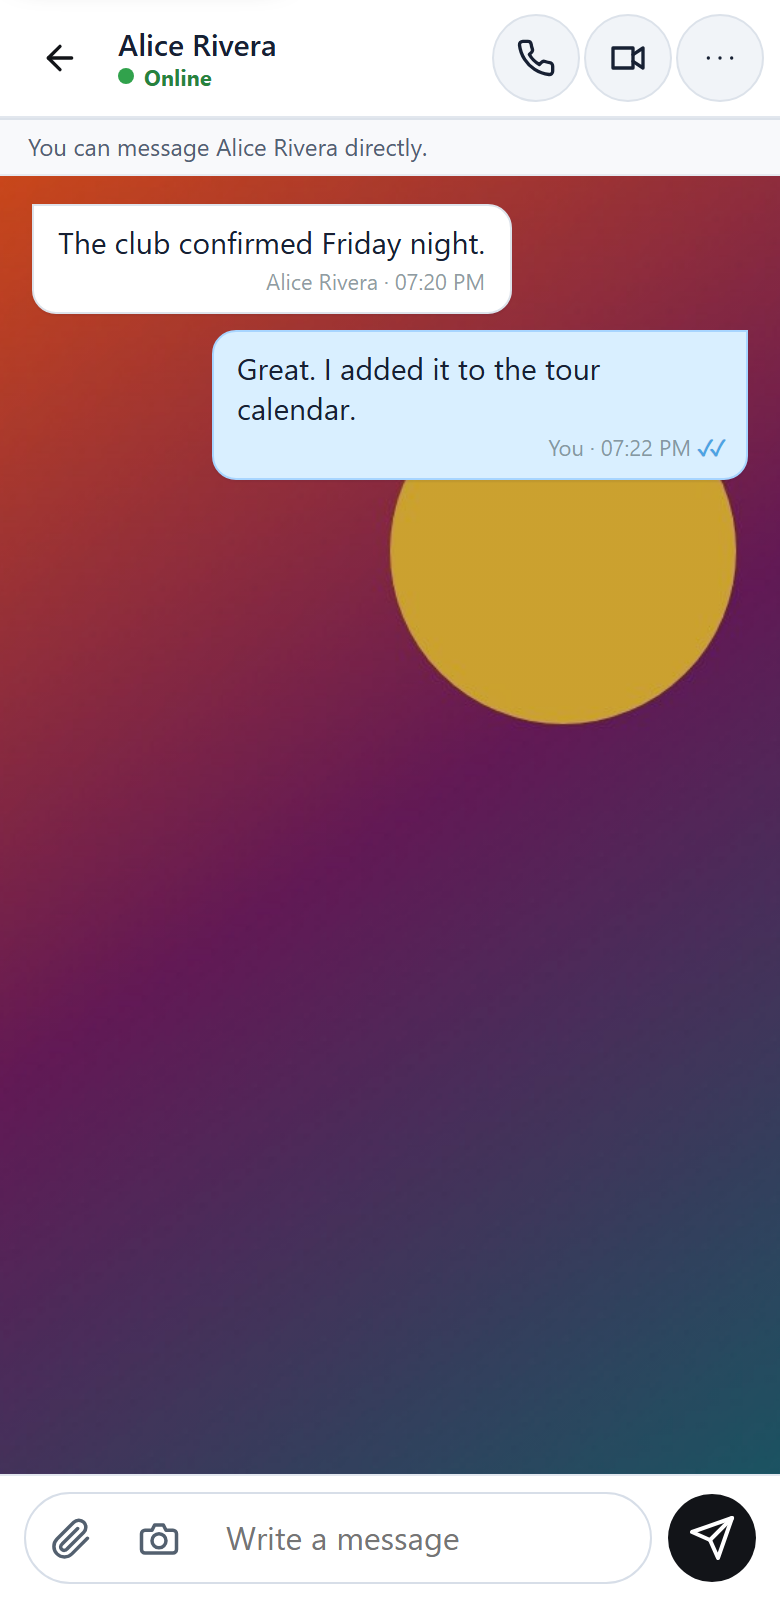 Alice Rivera
Online
You can message Alice Rivera directly.
The club confirmed Friday night.
Alice Rivera · 07:20 PM
Great. I added it to the tour
calendar.
You · 07:22 PM
Write a message